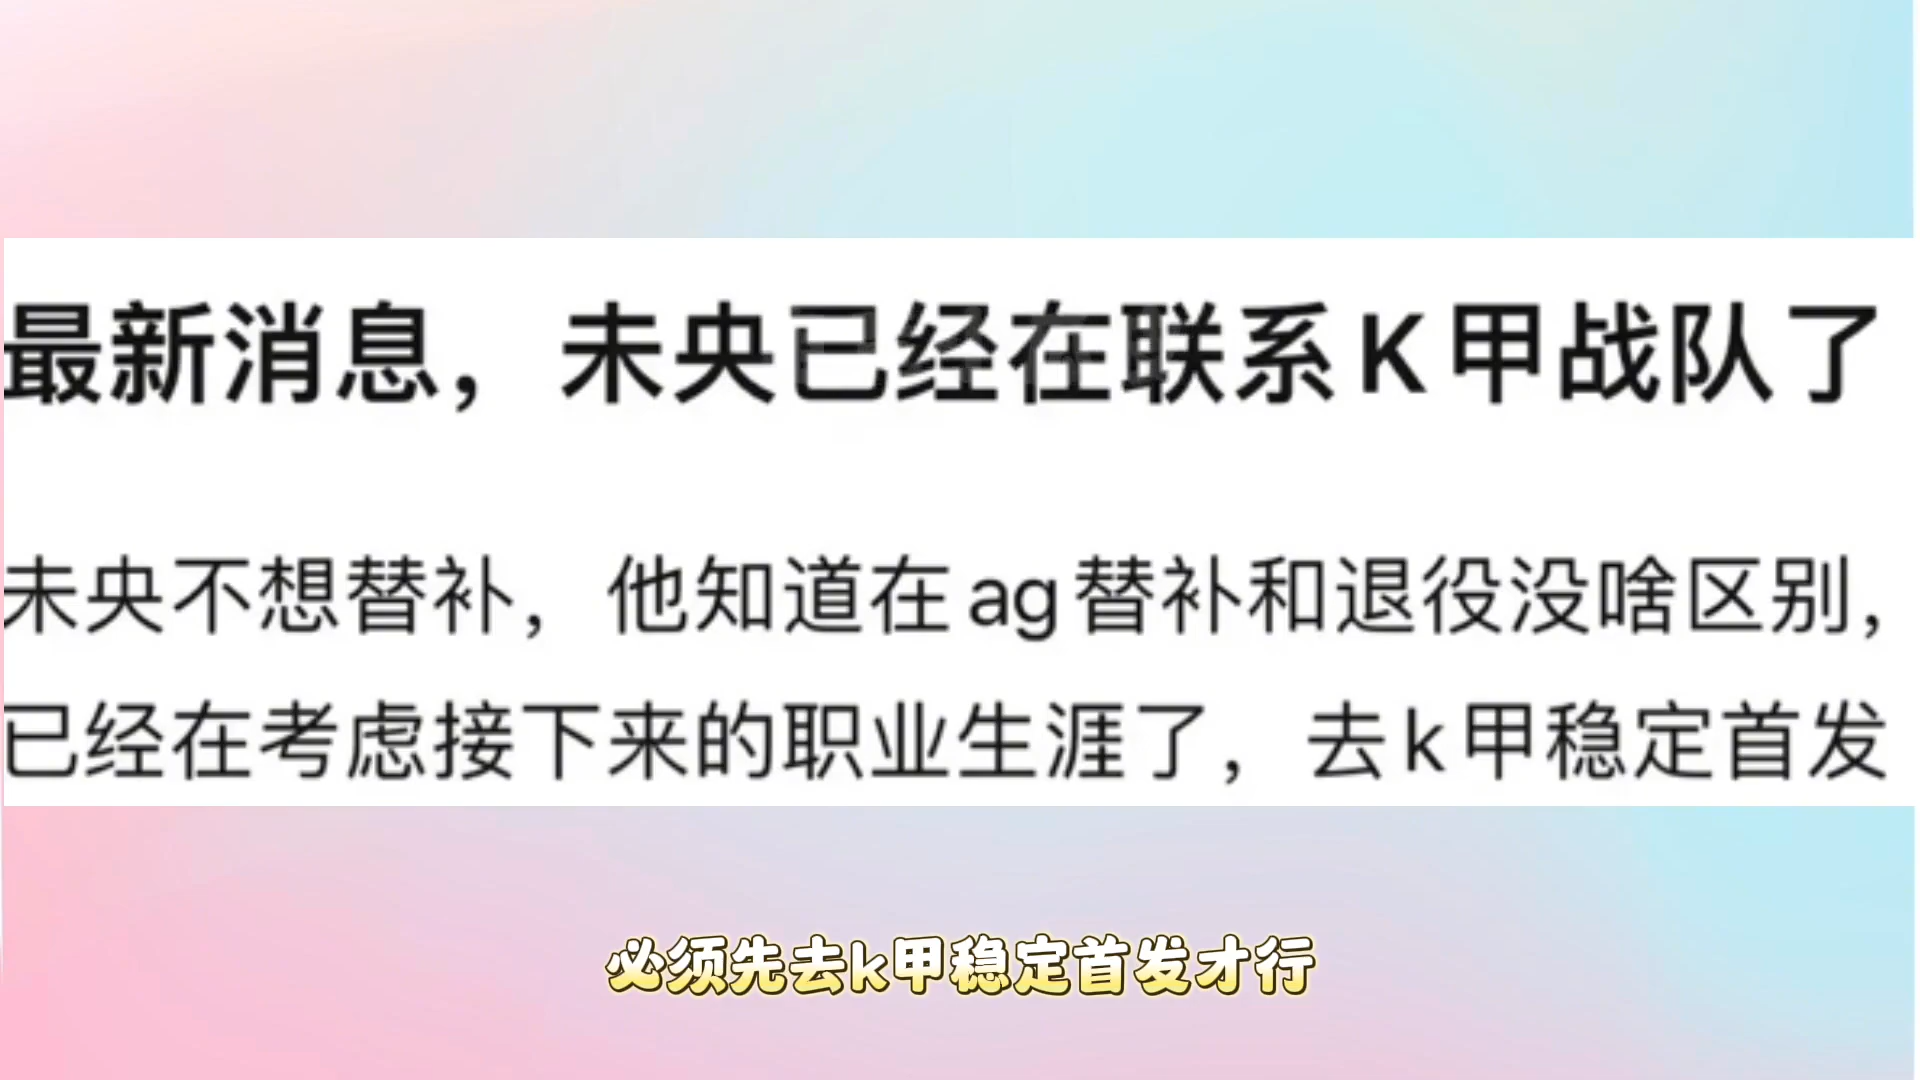 最新消息，未央已经在联系K甲战队了
未央不想替补，他知道在ag替补和退役没啥区别，
已经在考虑接下来的职业生涯了，去k甲稳定首发
必须先去k甲稳定首发才行